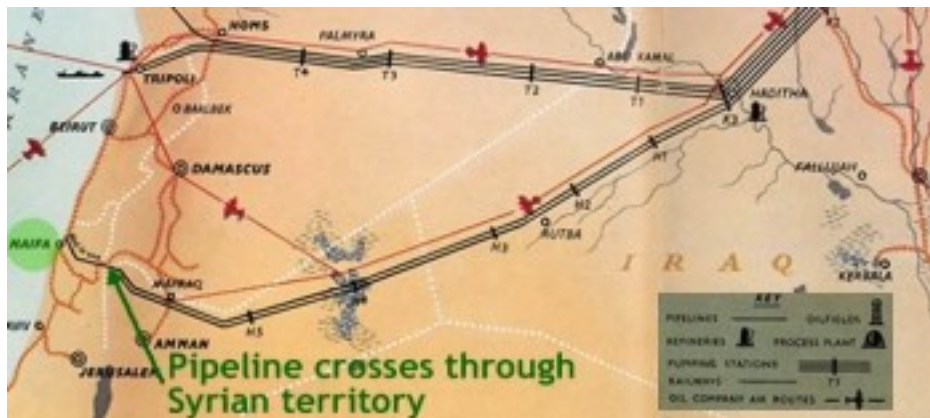 HOMS
PALMYRA
T4
T3
T2
T1
ABU KAMAL
K2
TRIPOLI
BAALBEK
BEIRUT
DAMASCUS
K3
HADITHA
H1
H2
RUTBA
H3
FALLUJAH
HAIFA
MAFRAQ
IRAQ
KERBALA
H5
AMMAN
JERUSALEM
KEY
PIPELINES
OILFIELDS
REFINERIES
PROCESS PLANT
PUMPING STATIONS
T1
RAILWAYS
OIL COMPANY AIR ROUTES
Pipeline crosses through
Syrian territory